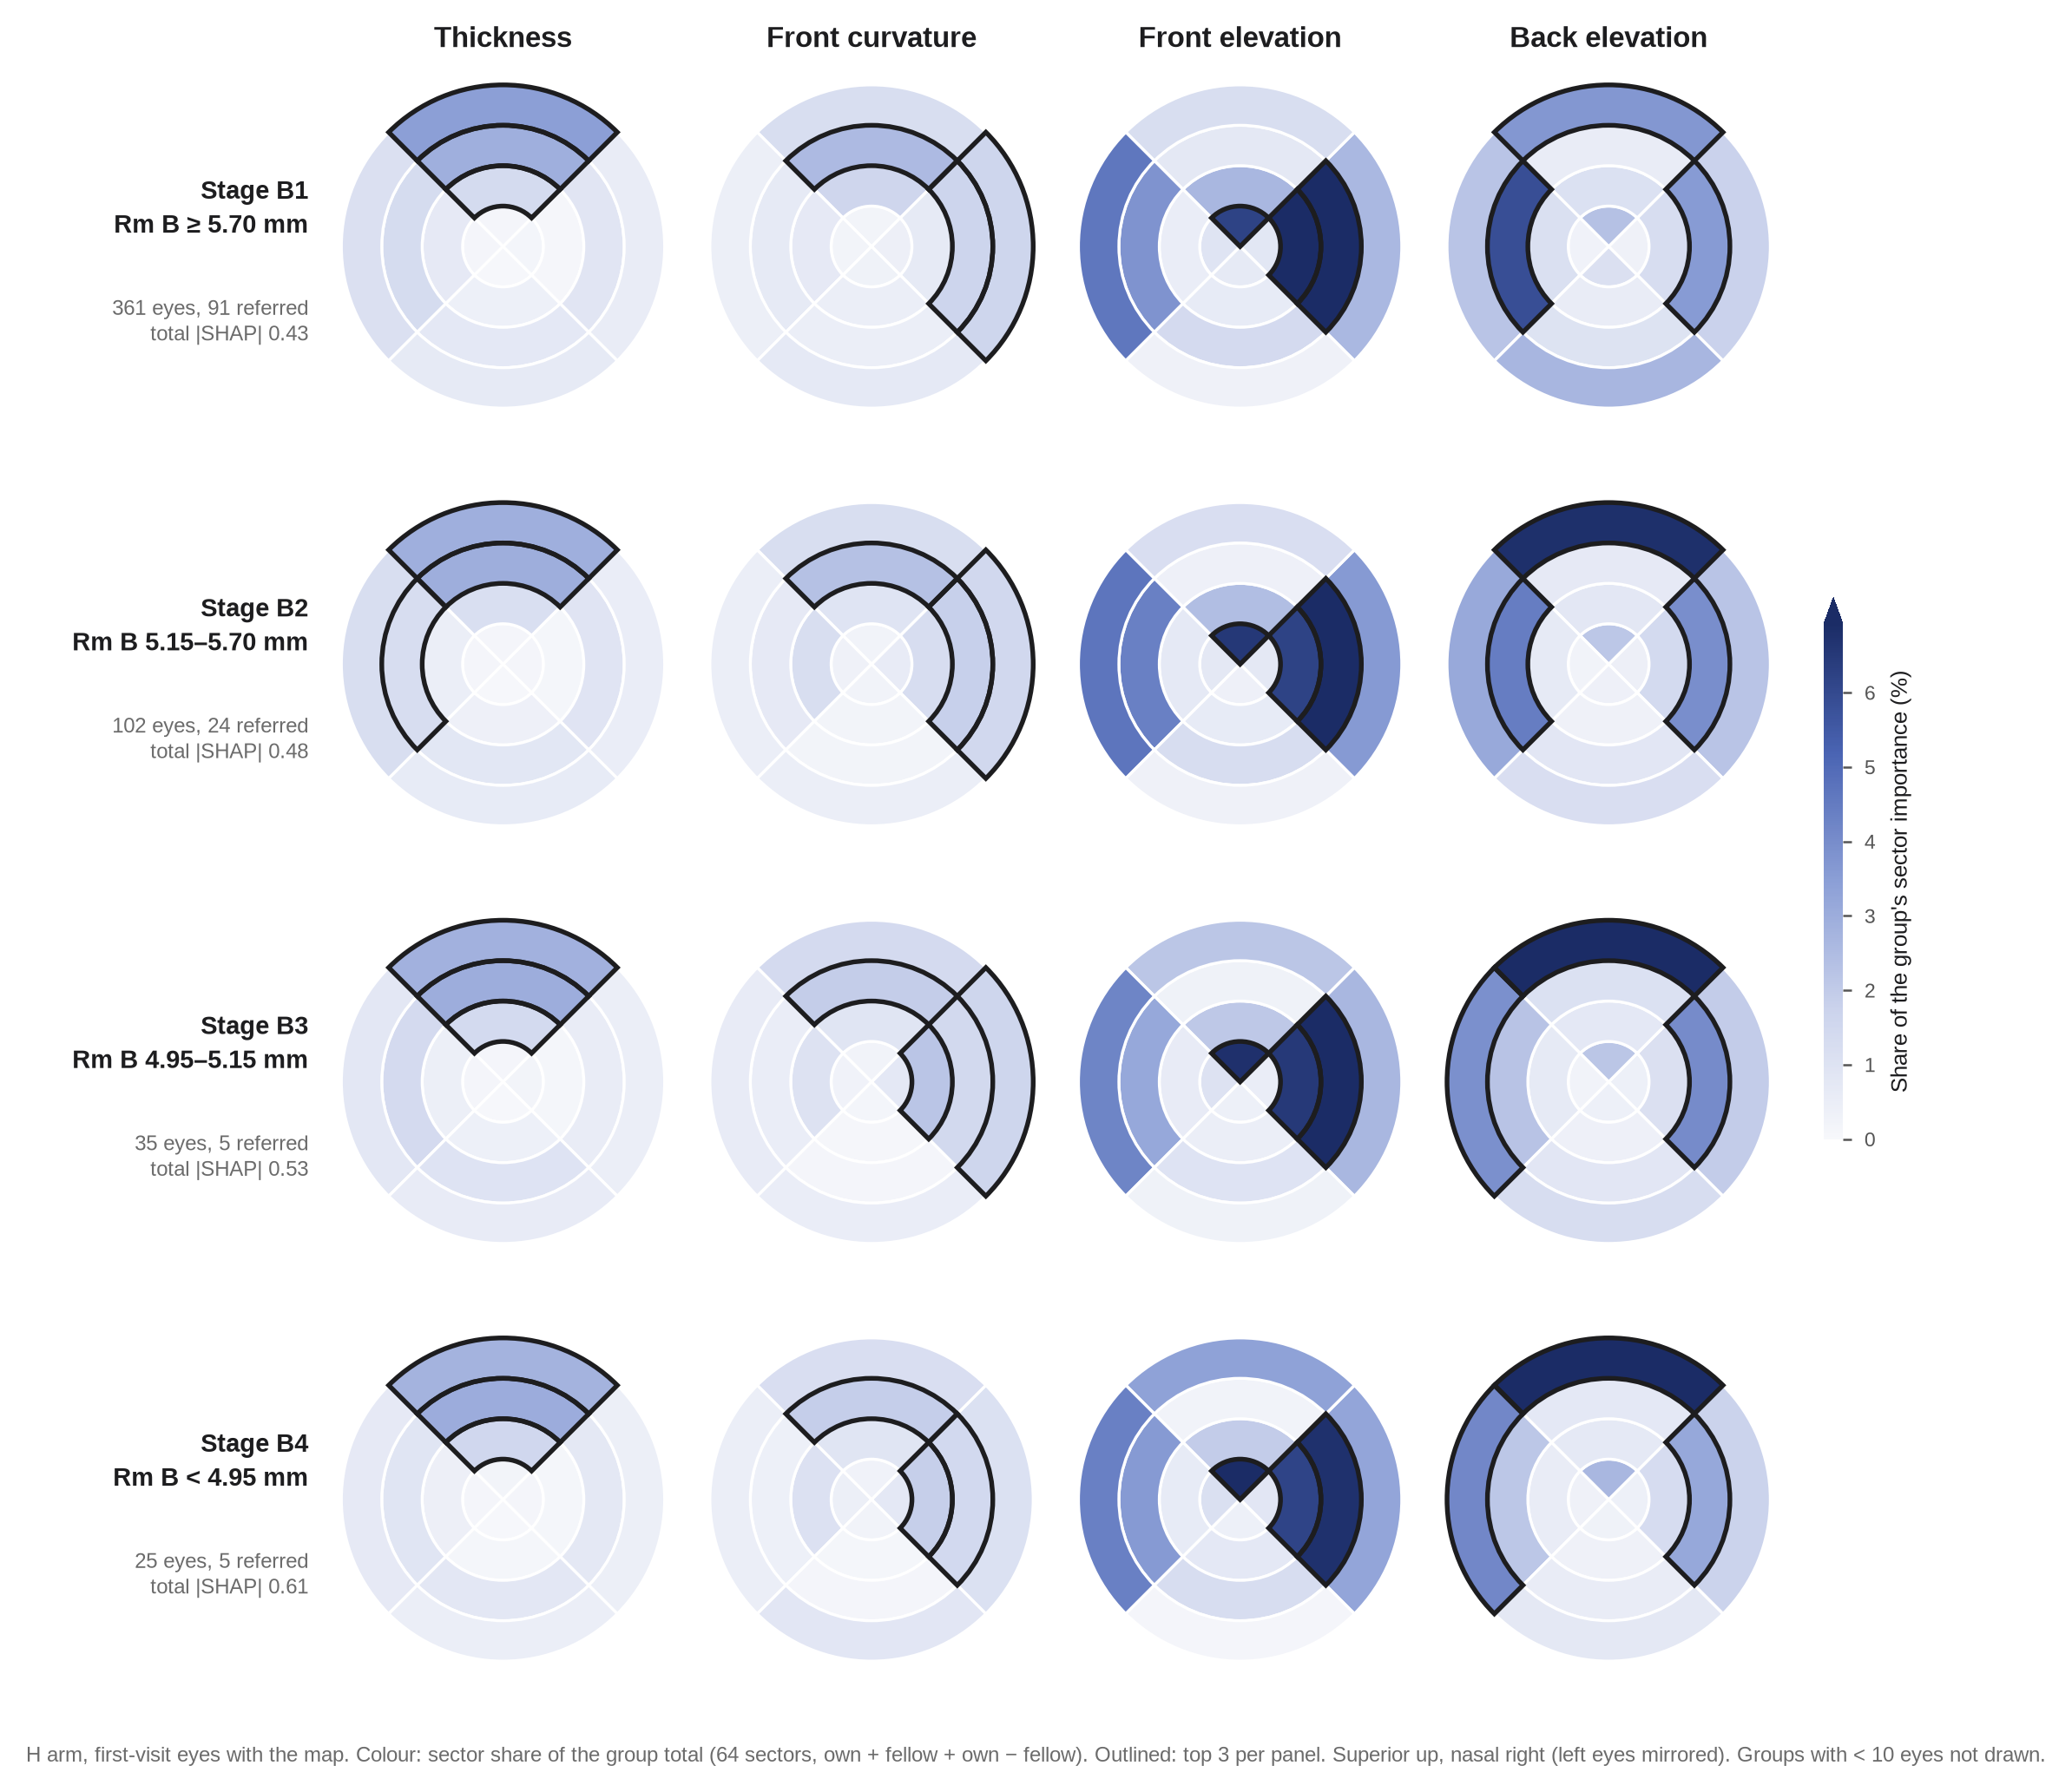 Thickness
Front curvature
Front elevation
Back elevation
Stage B1
Rm B ≥ 5.70 mm
361 eyes, 91 referred
total |SHAP| 0.43
Stage B2
Rm B 5.15–5.70 mm
102 eyes, 24 referred
total |SHAP| 0.48
Stage B3
Rm B 4.95–5.15 mm
35 eyes, 5 referred
total |SHAP| 0.53
Stage B4
Rm B < 4.95 mm
25 eyes, 5 referred
total |SHAP| 0.61
6
5
4
3
2
1
0
Share of the group's sector importance (%)
H arm, first-visit eyes with the map. Colour: sector share of the group total (64 sectors, own + fellow + own − fellow). Outlined: top 3 per panel. Superior up, nasal right (left eyes mirrored). Groups with < 10 eyes not drawn.